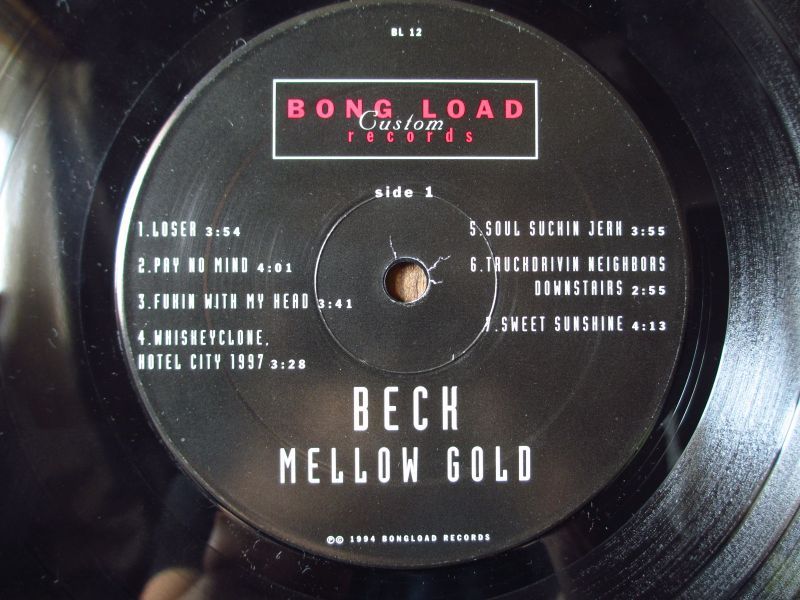 BL 12
BONG LOAD
Custom
records
side 1
1.LOSER 3:54
2.PAY NO MIND 4:01
3.FUKIN WITH MY HEAD 3:41
4.WHISKEYCLONE,
HOTEL CITY 1997 3:28
5.SOUL SUCKIN JERK 3:55
6.TRUCKDRIVIN NEIGHBORS
DOWNSTAIRS 2:55
7.SWEET SUNSHINE 4:13
BECK
MELLOW GOLD
℗© 1994 BONGLOAD RECORDS